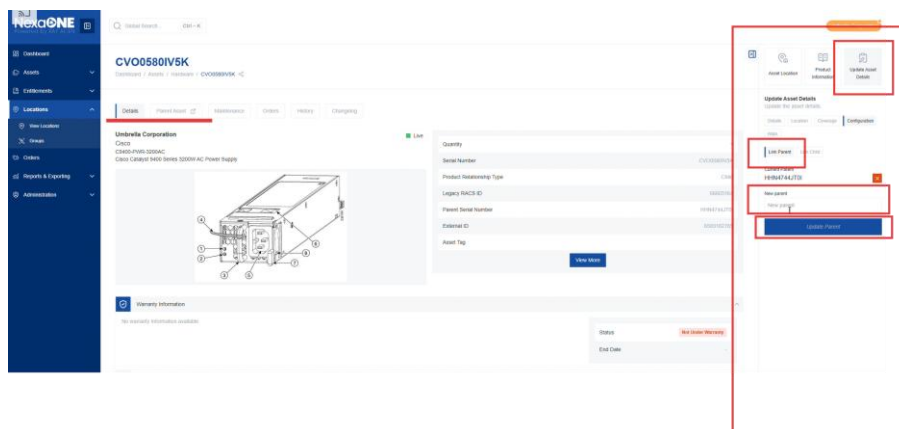 NexaONE
Global Search... Ctrl + K
Dashboard
Assets
Entitlements
Locations
View Locations
Groups
Orders
Reports & Exporting
Administration
CVO0580IV5K
Dashboard / Assets / Hardware / CVO0580IV5K
Details Parent Asset Maintenance Orders History Changelog
Umbrella Corporation
Live
Cisco
C9400-PWR-3200AC
Cisco Catalyst 9400 Series 3200W AC Power Supply
Quantity
Serial Number
Product Relationship Type
Legacy RACS ID
Parent Serial Number
External ID
Asset Tag
View More
Warranty Information
No warranty information available
Status Not Under Warranty
End Date
Asset Location
Product Information
Update Asset Details
Update Asset Details
Update the asset details
Details Location Coverage Configuration
Link Parent
Current Parent
HHN4744JT0I
New parent
New parent
Update Parent